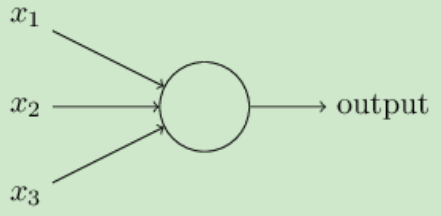 x₁
x₂ output
x₃